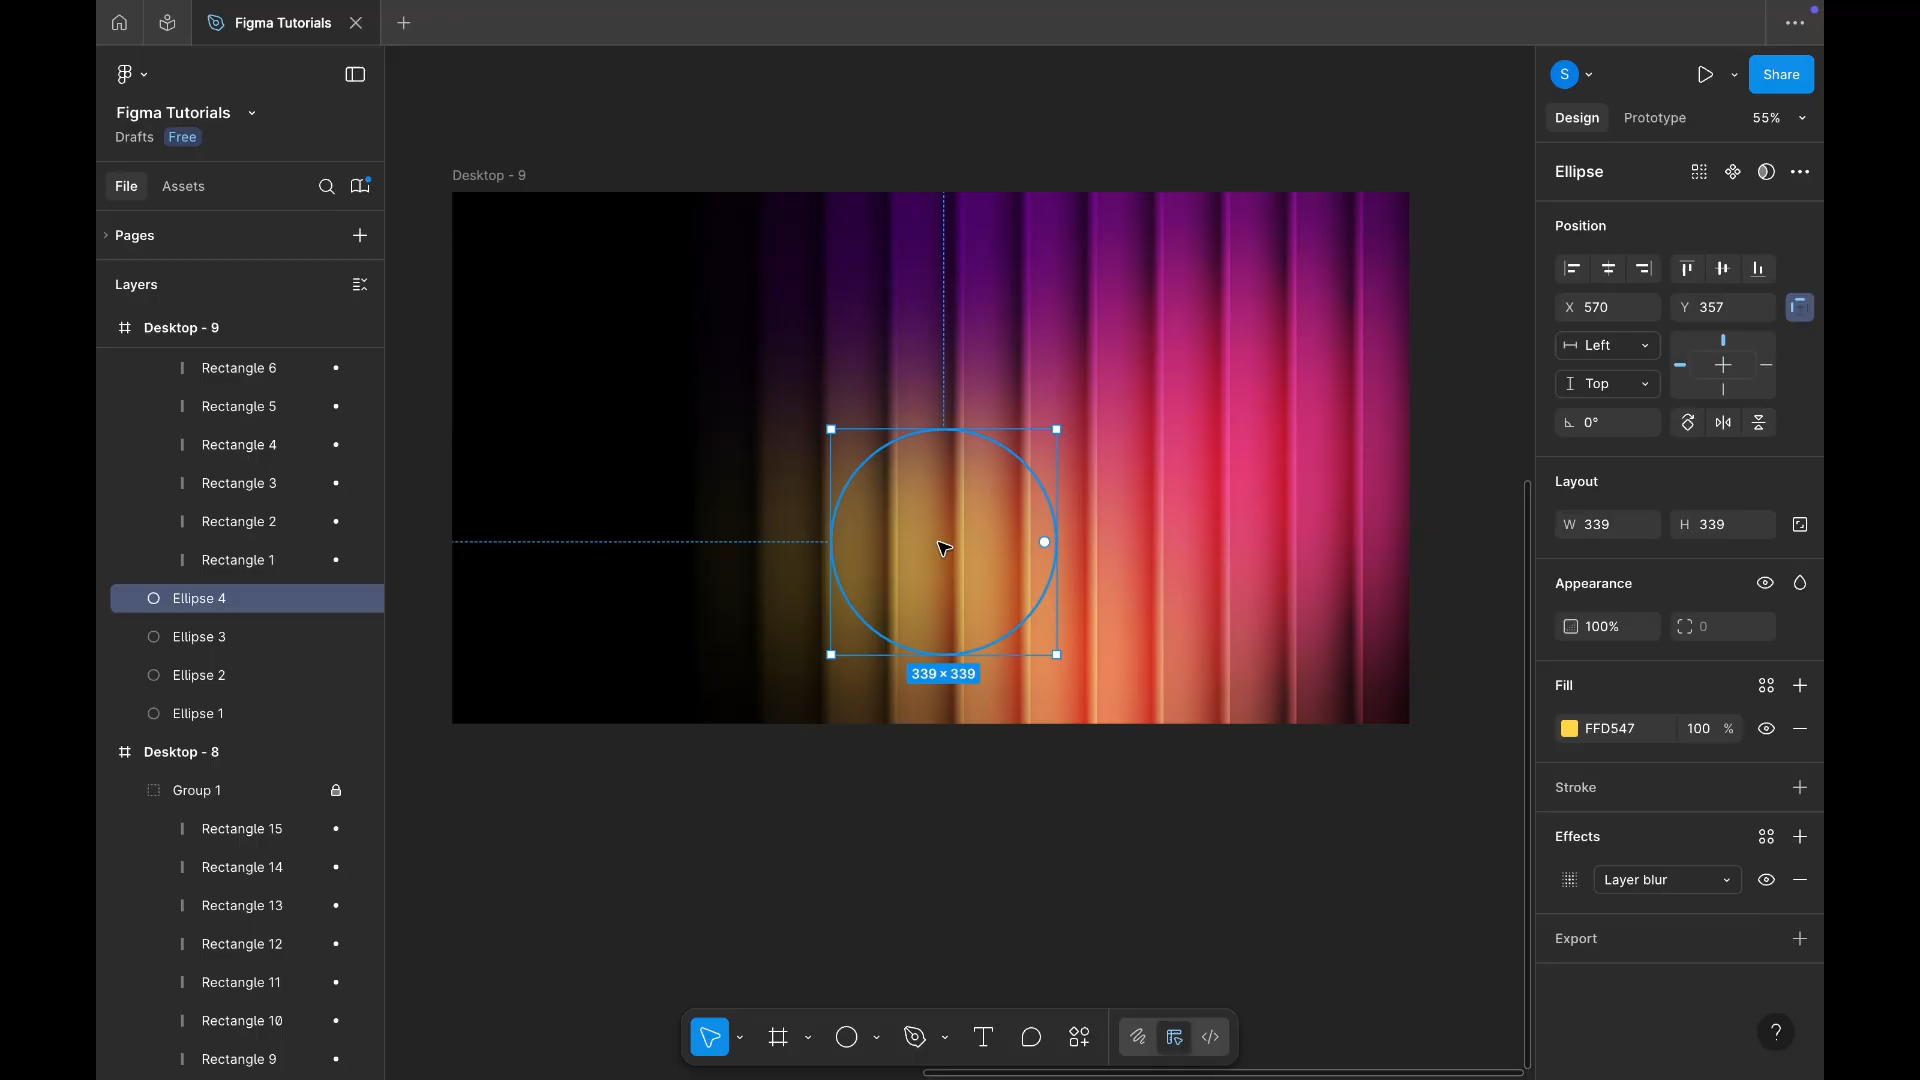 Figma Tutorials
Figma Tutorials
Drafts
Free
File
Assets
Pages
Layers
Desktop - 9
Rectangle 6
Rectangle 5
Rectangle 4
Rectangle 3
Rectangle 2
Rectangle 1
Ellipse 4
Ellipse 3
Ellipse 2
Ellipse 1
Desktop - 8
Group 1
Rectangle 15
Rectangle 14
Rectangle 13
Rectangle 12
Rectangle 11
Rectangle 10
Rectangle 9
Desktop - 9
339 × 339
S
Share
Design
Prototype
55%
Ellipse
Position
X 570
Y 357
Left
Top
0°
Layout
W 339
H 339
Appearance
100%
0
Fill
FFD547
100 %
Stroke
Effects
Layer blur
Export
?